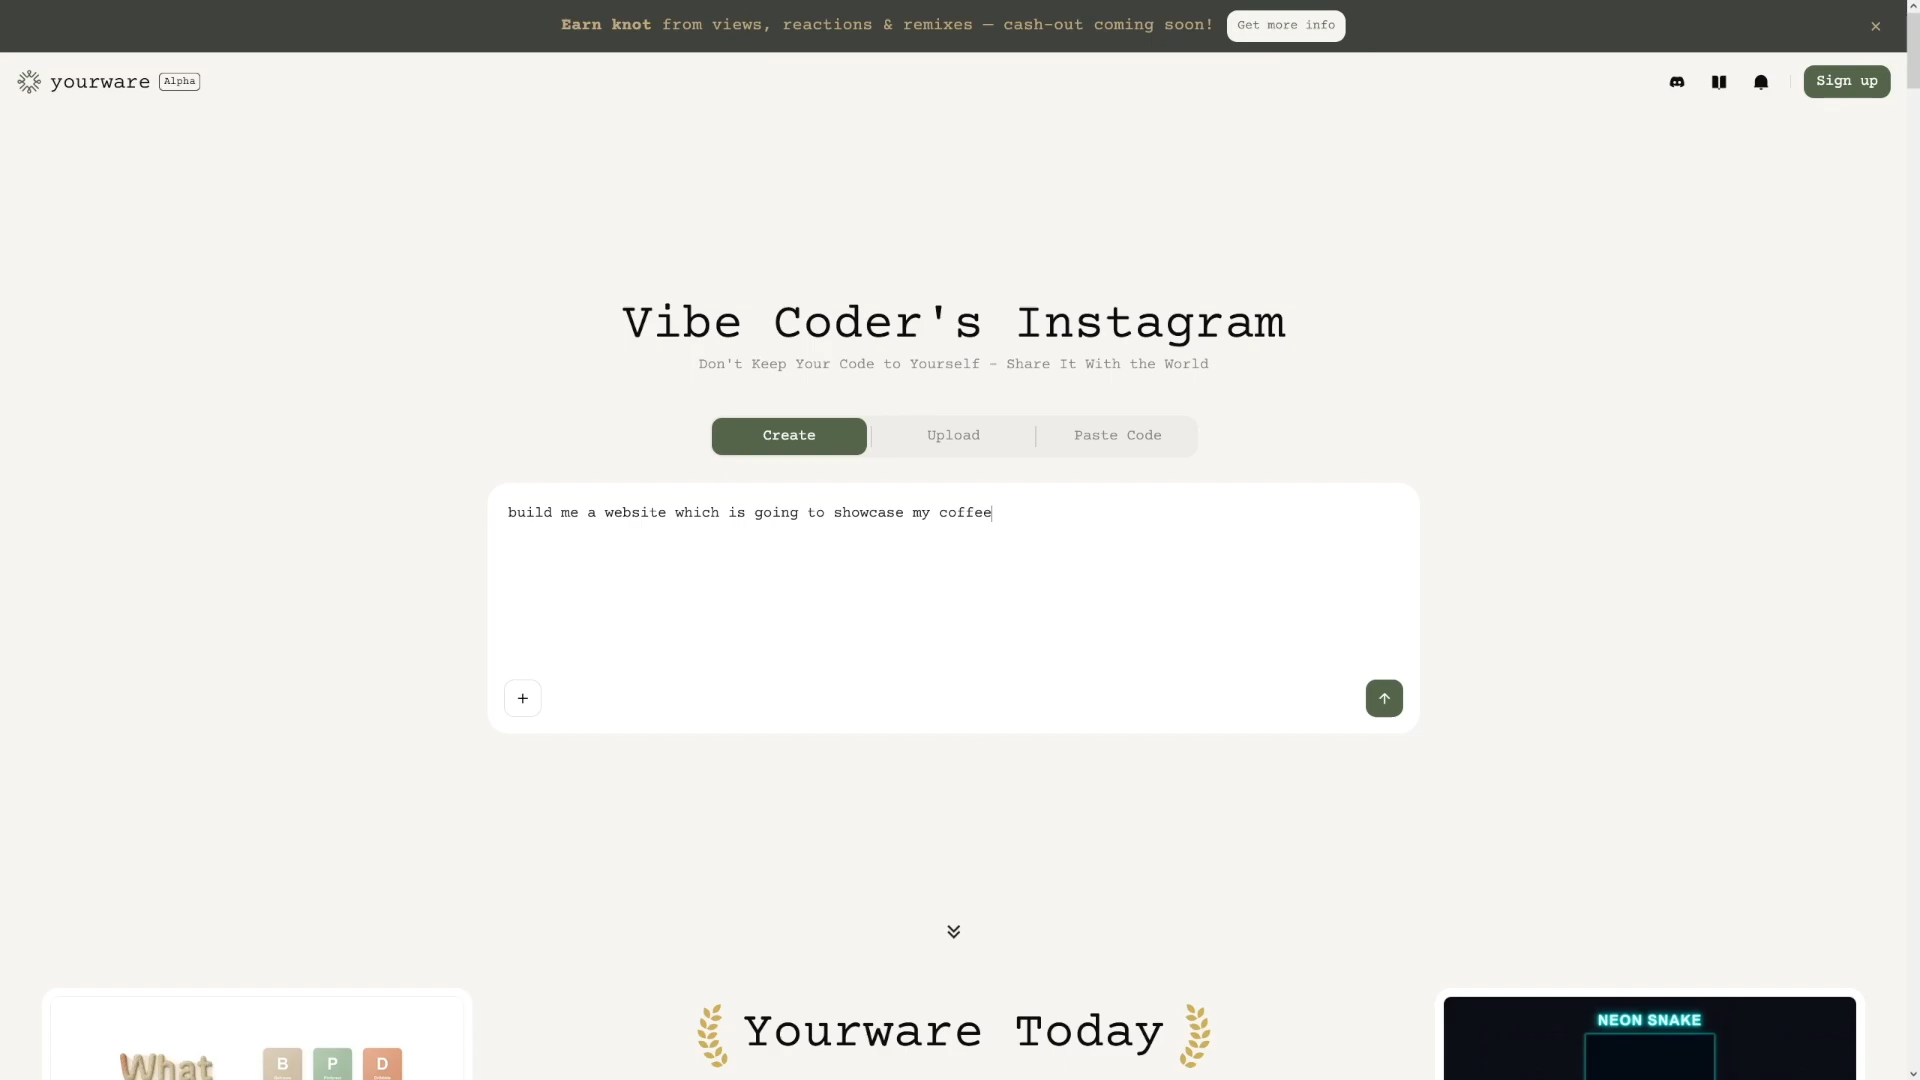 Earn knot from views, reactions & remixes — cash-out coming soon! Get more info
yourware Alpha
Sign up
Vibe Coder's Instagram
Don't Keep Your Code to Yourself - Share It With the World
Create Upload Paste Code
build me a website which is going to showcase my coffee
Yourware Today
NEON SNAKE
What B P D